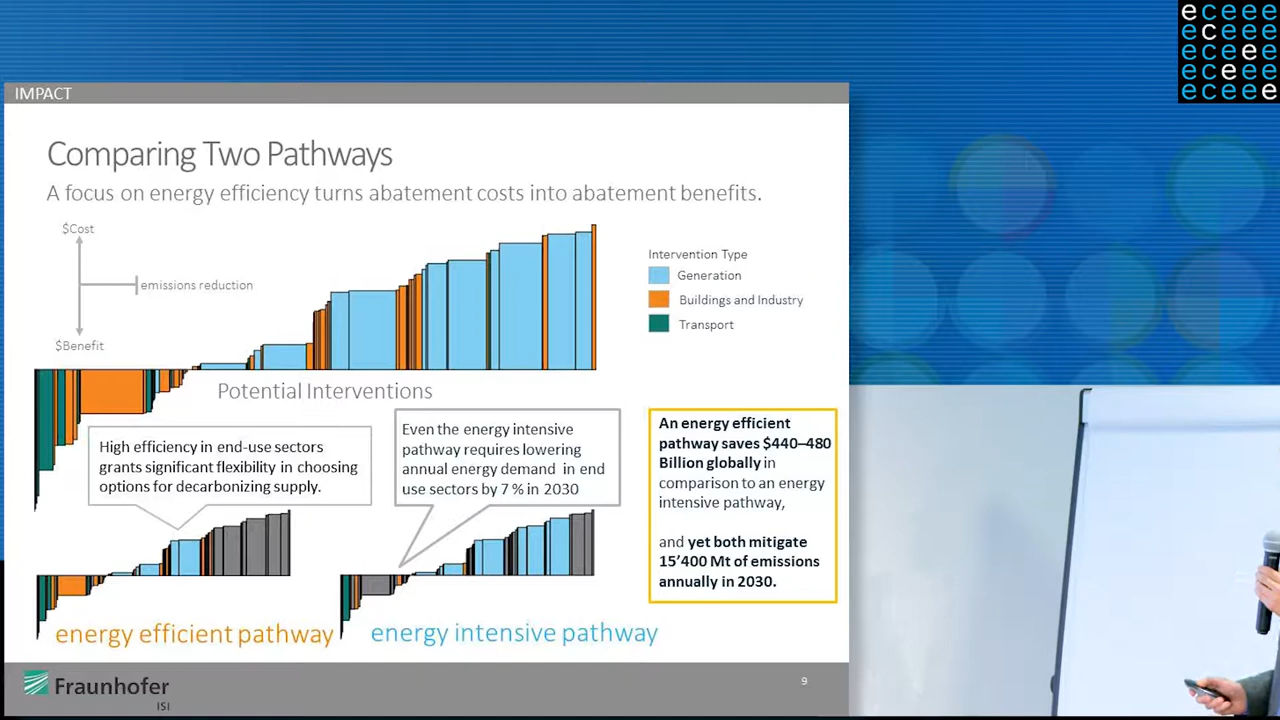 eceee
eceee
eceee
eceee
eceee
IMPACT
Comparing Two Pathways
A focus on energy efficiency turns abatement costs into abatement benefits.
$Cost
emissions reduction
$Benefit
Intervention Type
Generation
Buildings and Industry
Transport
Potential Interventions
High efficiency in end-use sectors
grants significant flexibility in choosing
options for decarbonizing supply.
Even the energy intensive
pathway requires lowering
annual energy demand in end
use sectors by 7 % in 2030
An energy efficient
pathway saves $440–480
Billion globally in
comparison to an energy
intensive pathway,
and yet both mitigate
15’400 Mt of emissions
annually in 2030.
energy efficient pathway
energy intensive pathway
Fraunhofer
ISI
9